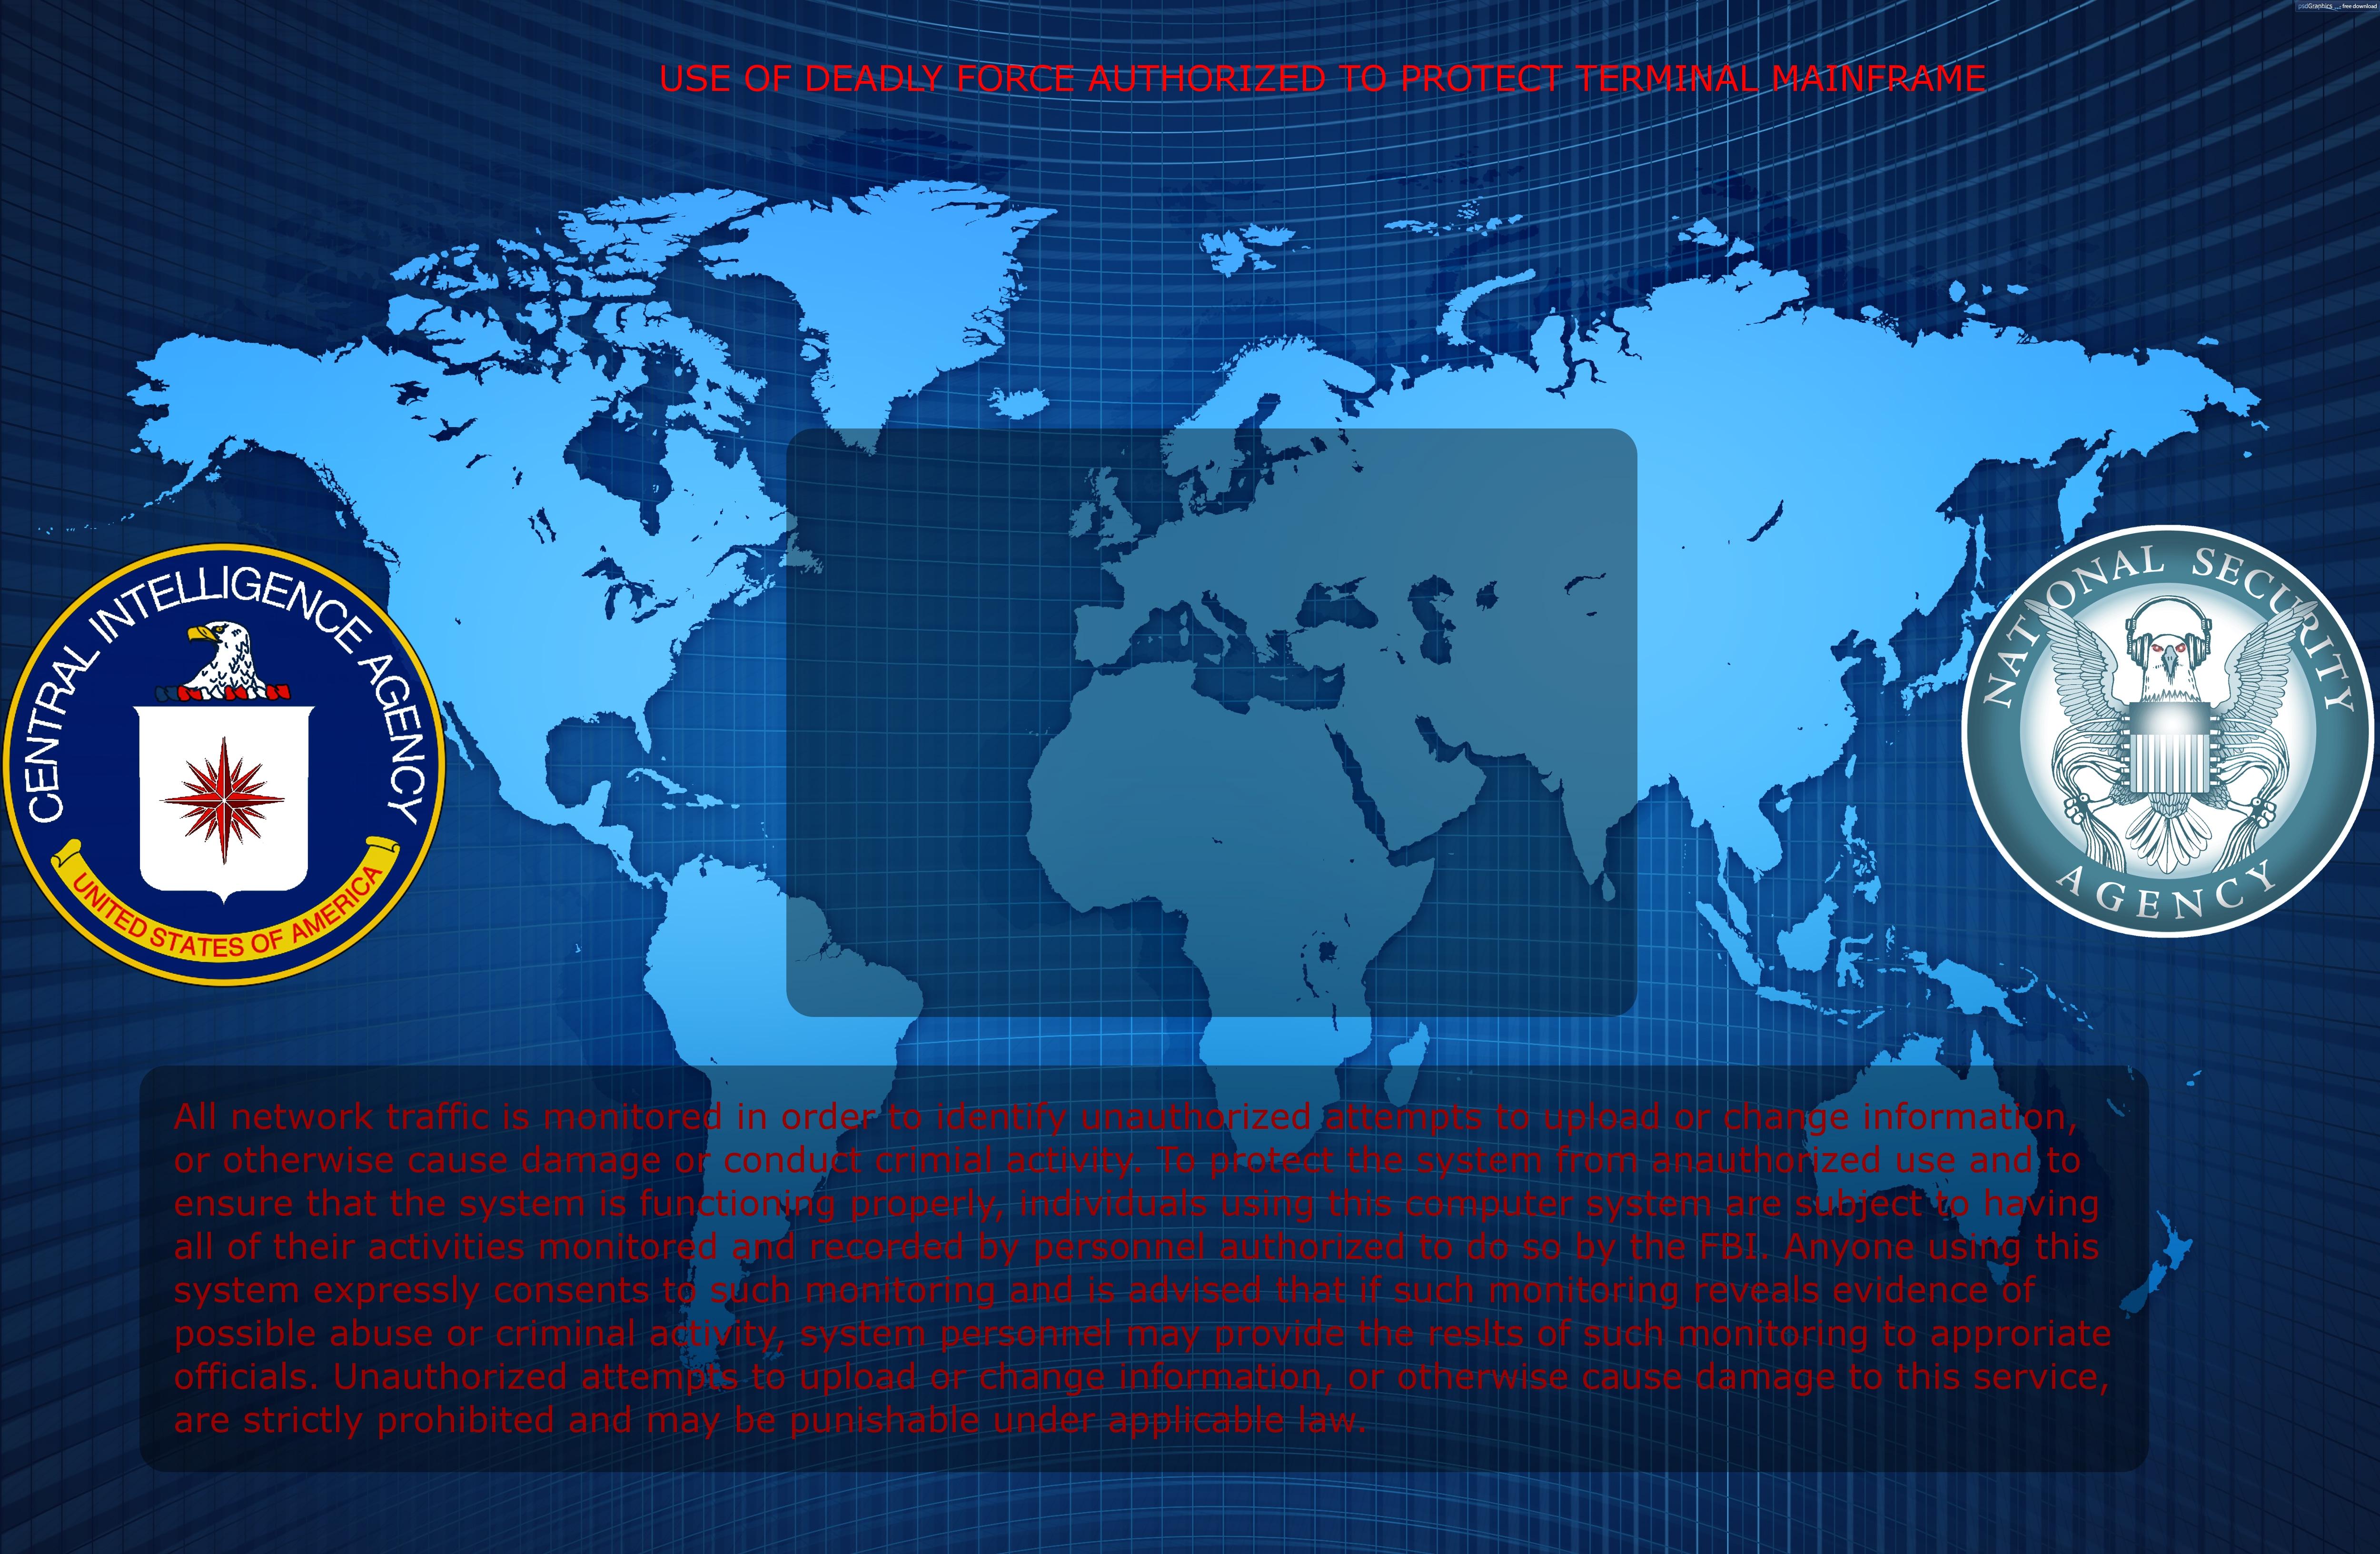 psdGraphics.com free download
USE OF DEADLY FORCE AUTHORIZED TO PROTECT TERMINAL MAINFRAME
CENTRAL INTELLIGENCE AGENCY
UNITED STATES OF AMERICA
NATIONAL SECURITY
AGENCY
All network traffic is monitored in order to identify unauthorized attempts to upload or change information,
or otherwise cause damage or conduct crimial activity. To protect the system from anauthorized use and to
ensure that the system is functioning properly, individuals using this computer system are subject to having
all of their activities monitored and recorded by personnel authorized to do so by the FBI. Anyone using this
system expressly consents to such monitoring and is advised that if such monitoring reveals evidence of
possible abuse or criminal activity, system personnel may provide the reslts of such monitoring to approriate
officials. Unauthorized attempts to upload or change information, or otherwise cause damage to this service,
are strictly prohibited and may be punishable under applicable law.